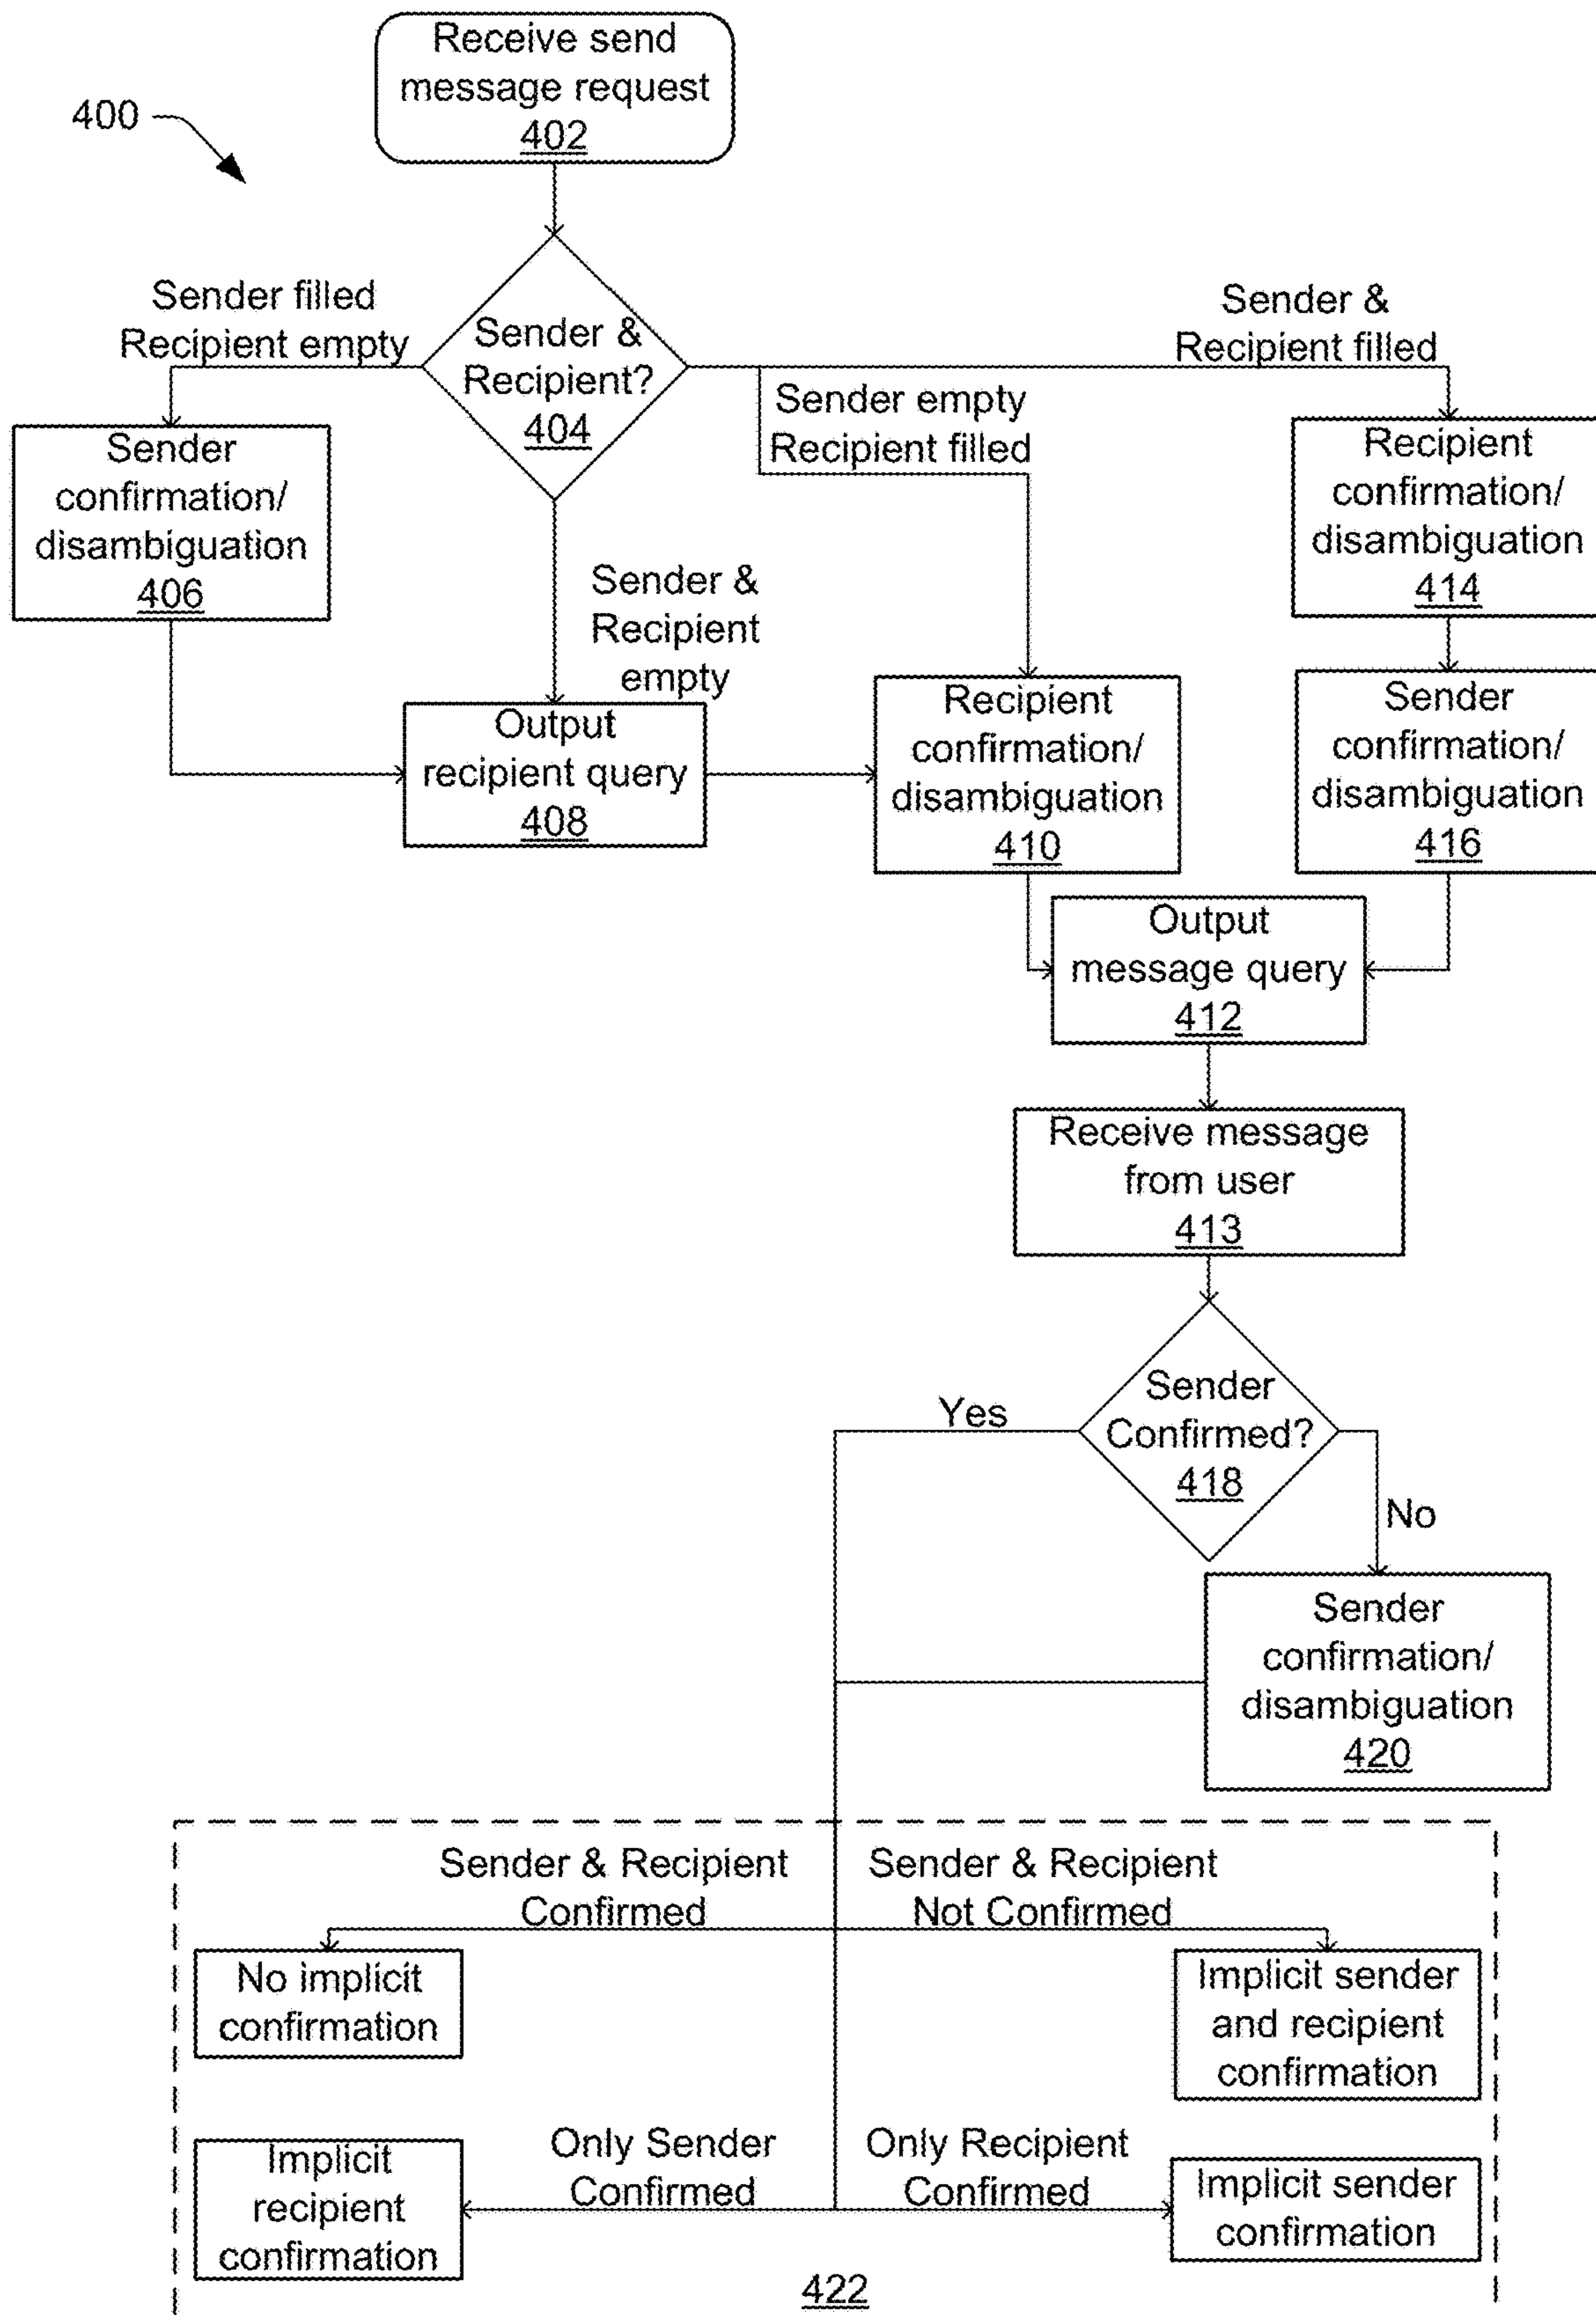 Receive send
message request
402
400
Sender filled
Recipient empty
Sender &
Recipient?
404
Sender &
Recipient filled
Sender empty
Recipient filled
Sender
confirmation/
disambiguation
406
Recipient
confirmation/
disambiguation
414
Sender &
Recipient
empty
Output
recipient query
408
Recipient
confirmation/
disambiguation
410
Sender
confirmation/
disambiguation
416
Output
message query
412
Receive message
from user
413
Sender
Confirmed?
418
Yes
No
Sender
confirmation/
disambiguation
420
Sender & Recipient
Confirmed
Sender & Recipient
Not Confirmed
No implicit
confirmation
Implicit sender
and recipient
confirmation
Only Sender
Confirmed
Only Recipient
Confirmed
Implicit
recipient
confirmation
Implicit sender
confirmation
422